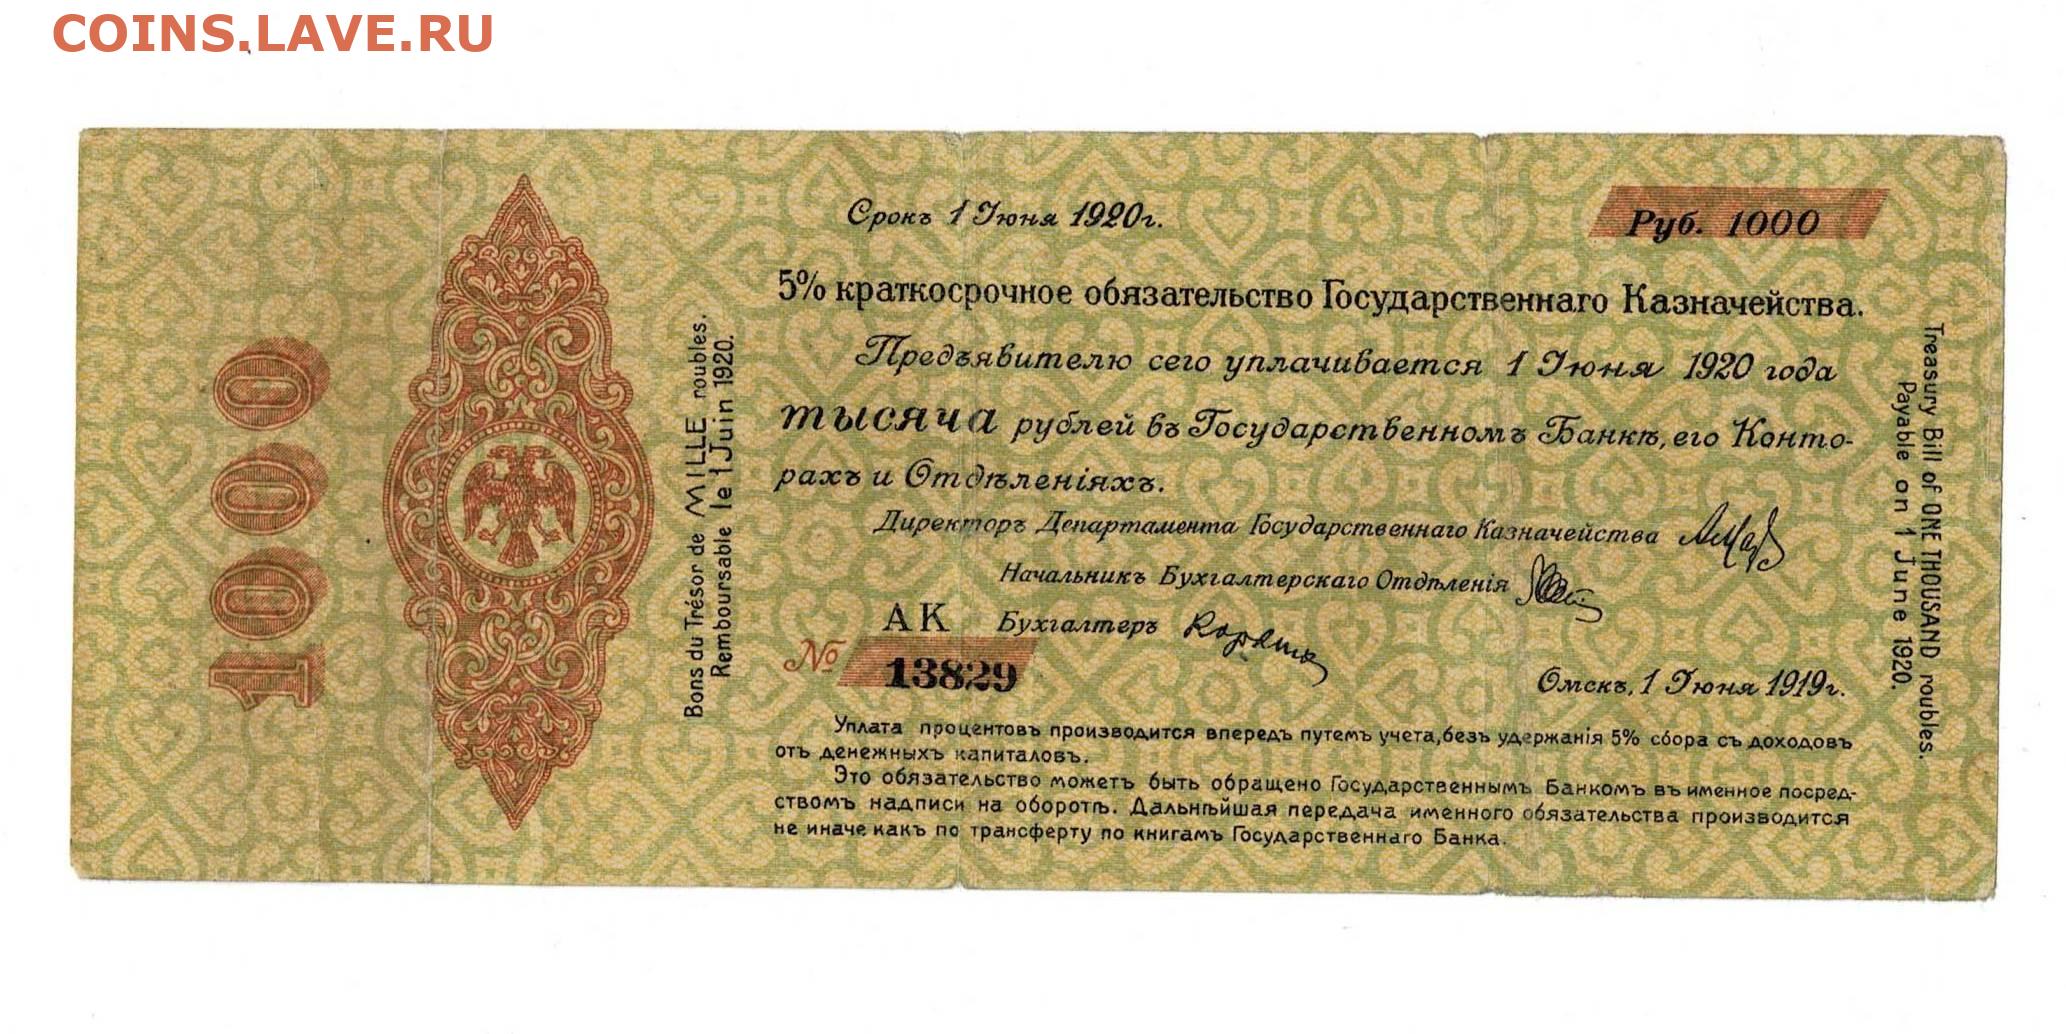 COINS.LAVE.RU
1000
Bons du Trésor de MILLE roubles.
Remboursable le 1 Juin 1920.
Срокъ 1 Июня 1920г.
Руб. 1000
5% краткосрочное обязательство Государственнаго Казначейства.
Предъявителю сего уплачивается 1 Июня 1920 года
тысяча рублей въ Государственномъ Банкѣ, его Конто-
рахъ и Отдѣленіяхъ.
Директоръ Департамента Государственнаго Казначейства
Начальникъ Бухгалтерскаго Отдѣленія
АК Бухгалтеръ
№ 13829
Омскъ, 1 Июня 1919г.
Уплата процентовъ производится впередъ путемъ учета, безъ удержанія 5% сбора съ доходовъ
отъ денежныхъ капиталовъ.
Это обязательство можетъ быть обращено Государственнымъ Банкомъ въ именное посред-
ствомъ надписи на оборотѣ. Дальнѣйшая передача именного обязательства производится
не иначе какъ по трансферту по книгамъ Государственнаго Банка.
Treasury Bill of ONE THOUSAND roubles.
Payable on 1 June 1920.